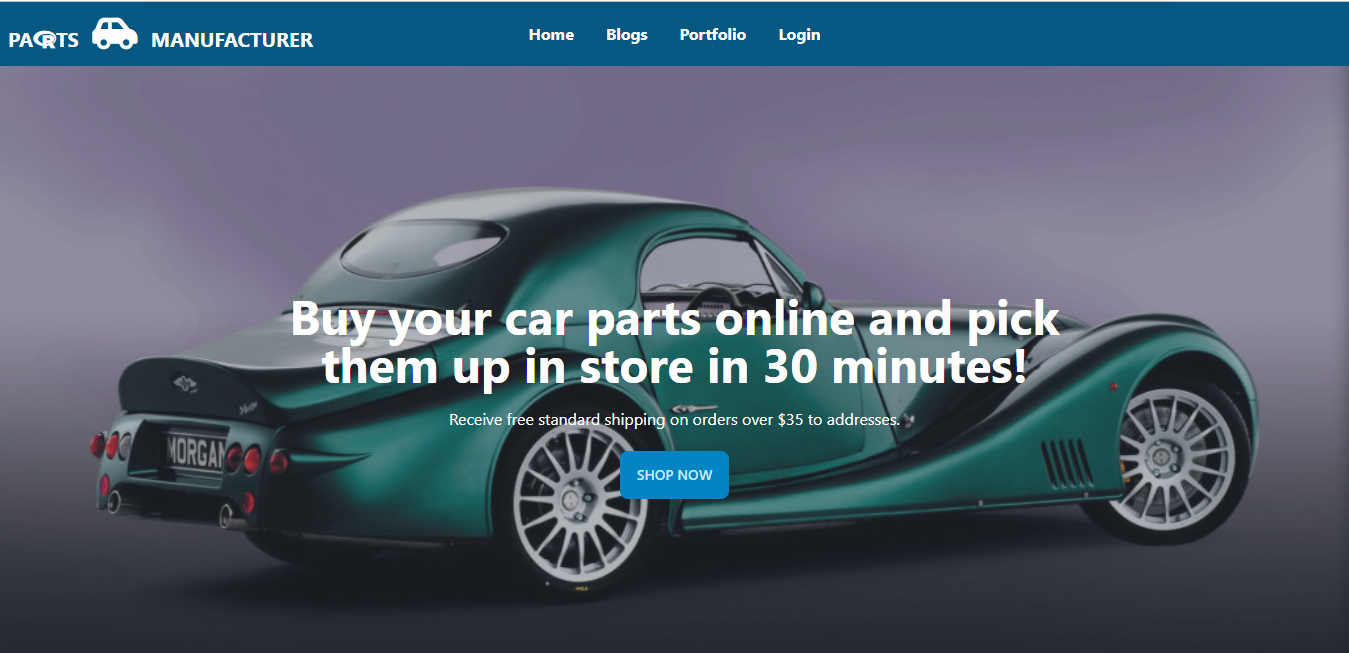 PARTS MANUFACTURER
Home Blogs Portfolio Login
Buy your car parts online and pick
them up in store in 30 minutes!
Receive free standard shipping on orders over $35 to addresses.
SHOP NOW
MORGAN